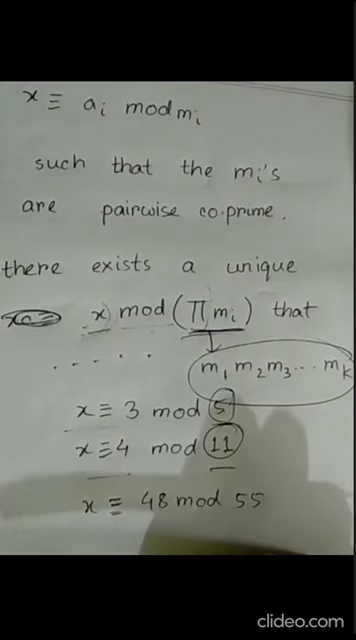 x ≡ aᵢ mod mᵢ
such that the mᵢ's
are pairwise co-prime.
there exists a unique
x) mod (∏ mᵢ) that
. . . . .
m₁ m₂ m₃ ... mₖ
x ≡ 3 mod 5
x ≡ 4 mod 11
x ≡ 48 mod 55
clideo.com